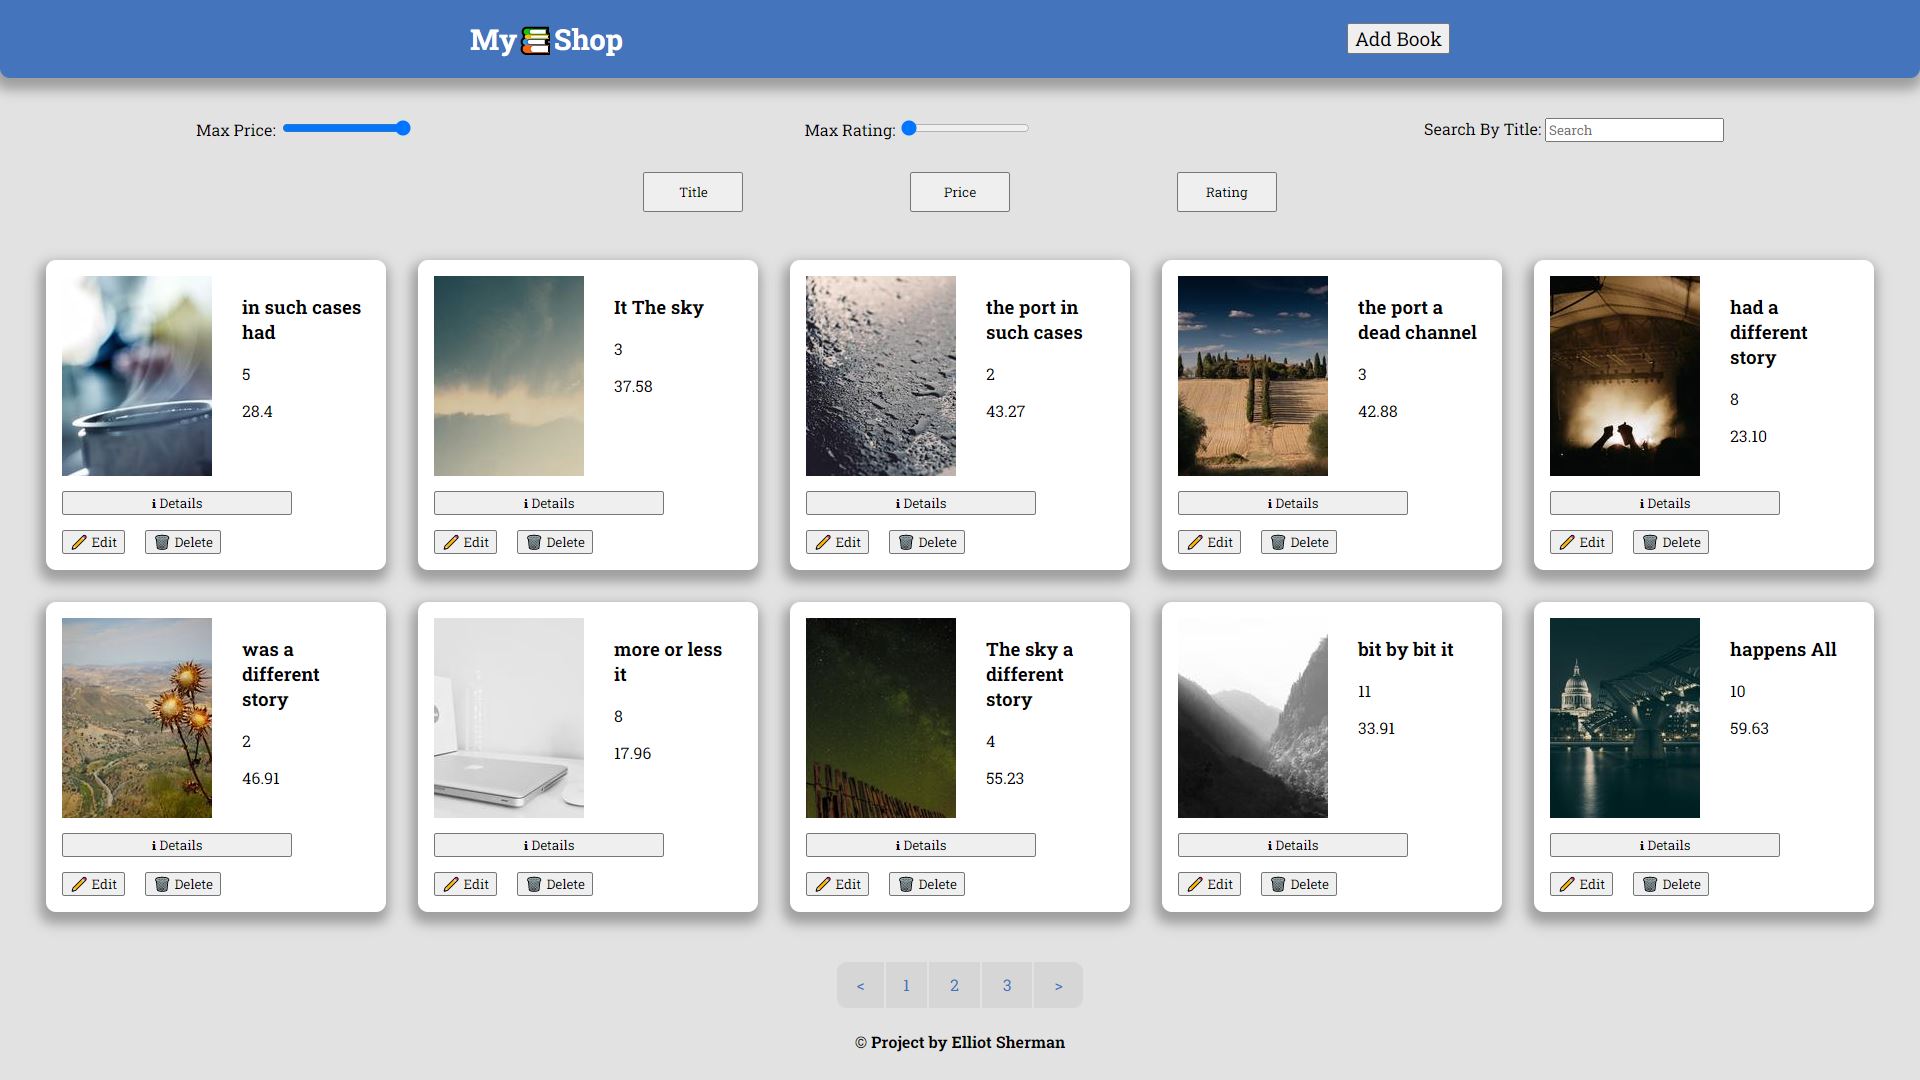 My📚Shop
Add Book
Max Price:
Max Rating:
Search By Title: Search
Title
Price
Rating
in such cases
had
5
28.4
ℹ Details
✏️ Edit
🗑️ Delete
It The sky
3
37.58
ℹ Details
✏️ Edit
🗑️ Delete
the port in
such cases
2
43.27
ℹ Details
✏️ Edit
🗑️ Delete
the port a
dead channel
3
42.88
ℹ Details
✏️ Edit
🗑️ Delete
had a
different
story
8
23.10
ℹ Details
✏️ Edit
🗑️ Delete
was a
different
story
2
46.91
ℹ Details
✏️ Edit
🗑️ Delete
more or less
it
8
17.96
ℹ Details
✏️ Edit
🗑️ Delete
The sky a
different
story
4
55.23
ℹ Details
✏️ Edit
🗑️ Delete
bit by bit it
11
33.91
ℹ Details
✏️ Edit
🗑️ Delete
happens All
10
59.63
ℹ Details
✏️ Edit
🗑️ Delete
< 1 2 3 >
© Project by Elliot Sherman